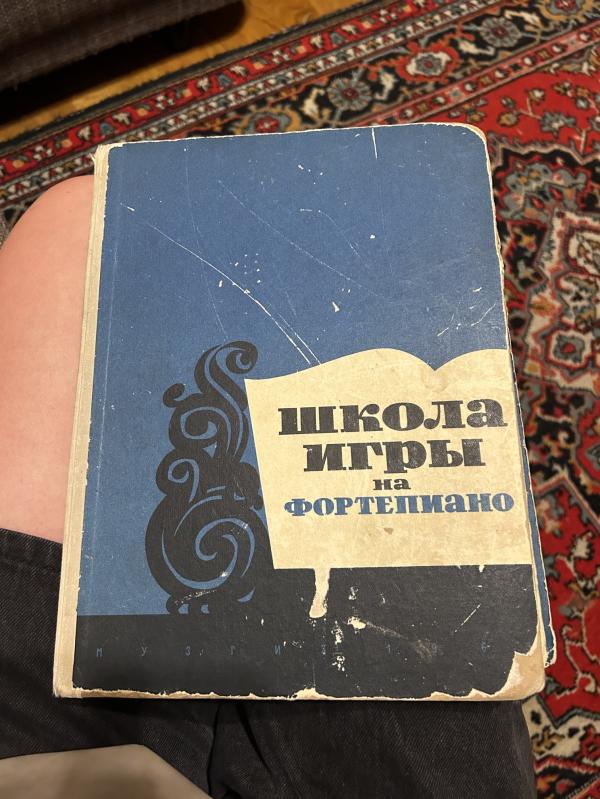 школа
игры
на
фортепиано
МУЗГИЗ